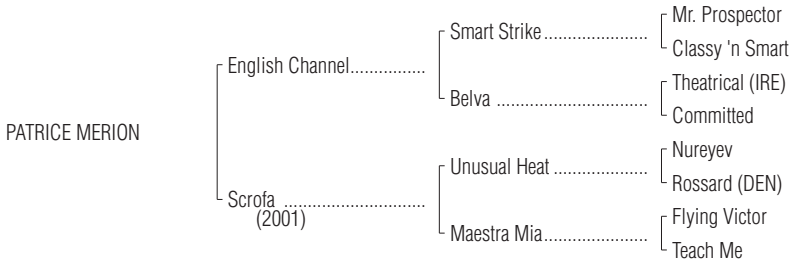 Mr. Prospector
Smart Strike......................
Classy 'n Smart
English Channel................
Theatrical (IRE)
Belva ................................
Committed
PATRICE MERION
Nureyev
Unusual Heat ....................
Rossard (DEN)
Scrofa ..............................
(2001)
Flying Victor
Maestra Mia......................
Teach Me